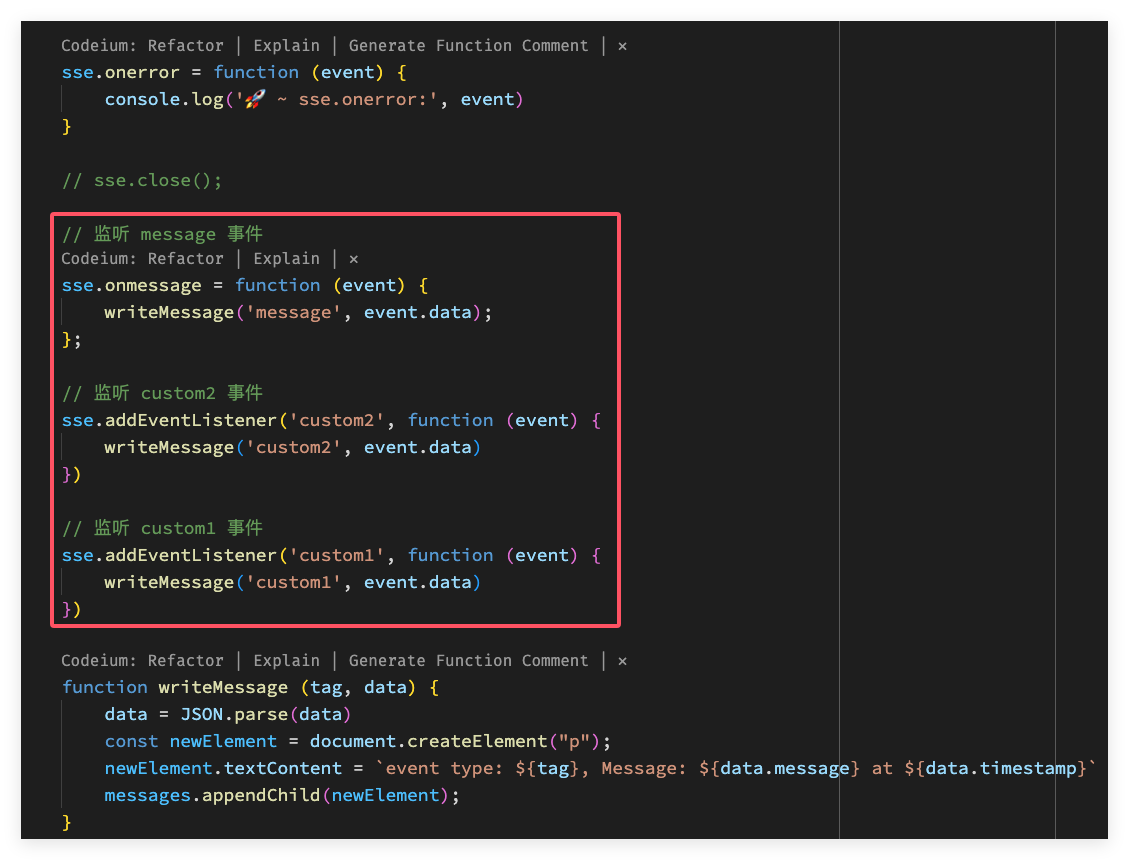 Codeium: Refactor | Explain | Generate Function Comment | ×
sse.onerror = function (event) {
    console.log('🚀 ~ sse.onerror:', event)
}
// sse.close();
// 监听 message 事件
Codeium: Refactor | Explain | ×
sse.onmessage = function (event) {
    writeMessage('message', event.data);
};
// 监听 custom2 事件
sse.addEventListener('custom2', function (event) {
    writeMessage('custom2', event.data)
})
// 监听 custom1 事件
sse.addEventListener('custom1', function (event) {
    writeMessage('custom1', event.data)
})
Codeium: Refactor | Explain | Generate Function Comment | ×
function writeMessage (tag, data) {
    data = JSON.parse(data)
    const newElement = document.createElement("p");
    newElement.textContent = `event type: ${tag}, Message: ${data.message} at ${data.timestamp}`
    messages.appendChild(newElement);
}